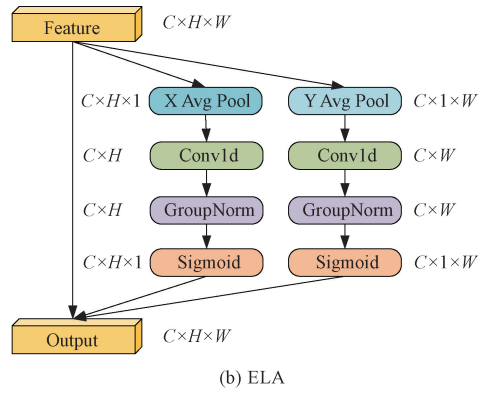 Feature C×H×W
C×H×1 X Avg Pool Y Avg Pool C×1×W
C×H Conv1d Conv1d C×W
C×H GroupNorm GroupNorm C×W
C×H×1 Sigmoid Sigmoid C×1×W
Output C×H×W
(b) ELA